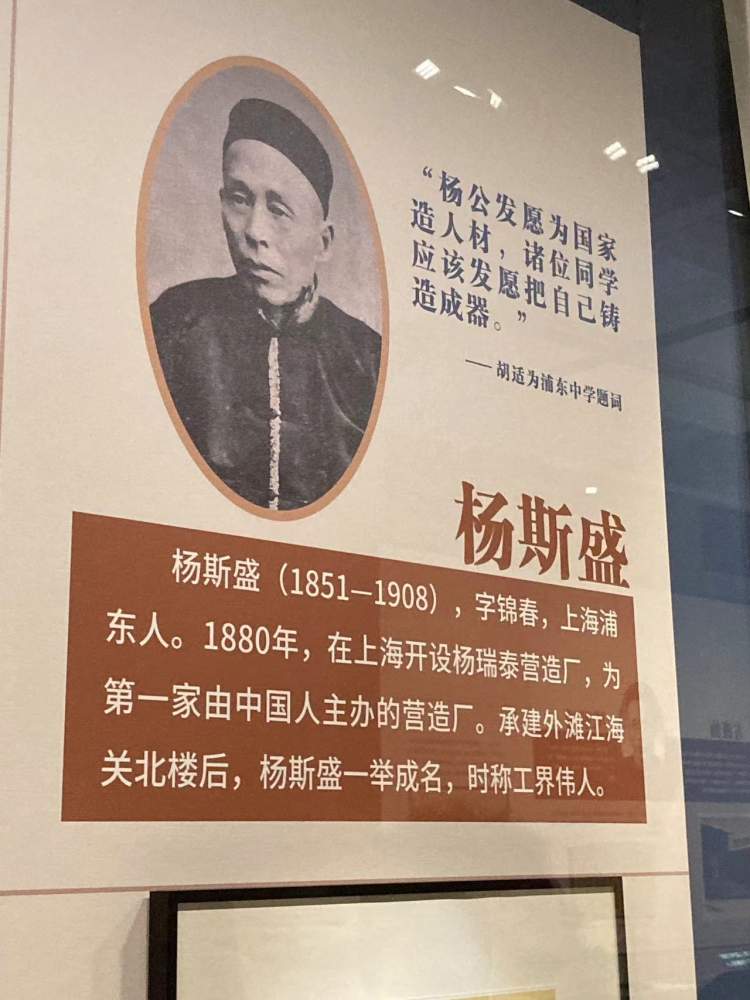 “杨公发愿为国家
造人材，诸位同学
应该发愿把自己铸
造成器。”
——胡适为浦东中学题词
杨斯盛
杨斯盛（1851—1908），字锦春，上海浦
东人。1880年，在上海开设杨瑞泰营造厂，为
第一家由中国人主办的营造厂。承建外滩江海
关北楼后，杨斯盛一举成名，时称工界伟人。